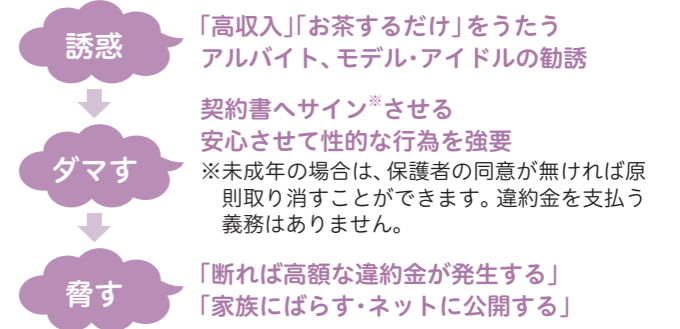 誘惑
「高収入」「お茶するだけ」をうたう
アルバイト、モデル・アイドルの勧誘
ダマす
契約書へサイン※させる
安心させて性的な行為を強要
※未成年の場合は、保護者の同意が無ければ原
則取り消すことができます。違約金を支払う
義務はありません。
脅す
「断れば高額な違約金が発生する」
「家族にばらす・ネットに公開する」